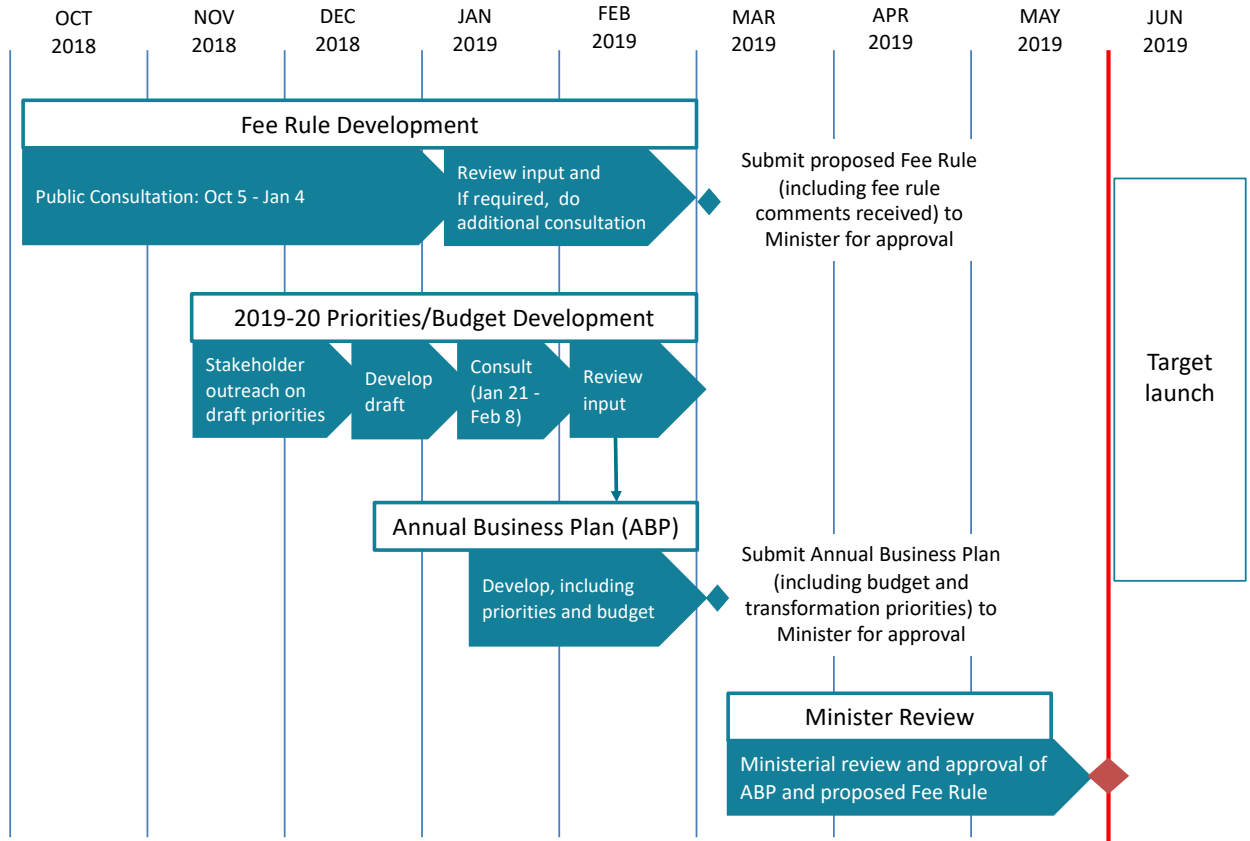 OCT
2018
NOV
2018
DEC
2018
JAN
2019
FEB
2019
MAR
2019
APR
2019
MAY
2019
JUN
2019
Fee Rule Development
Public Consultation: Oct 5 - Jan 4
Review input and
If required, do
additional consultation
Submit proposed Fee Rule
(including fee rule
comments received) to
Minister for approval
2019-20 Priorities/Budget Development
Stakeholder
outreach on
draft priorities
Develop
draft
Consult
(Jan 21 -
Feb 8)
Review
input
Target
launch
Annual Business Plan (ABP)
Develop, including
priorities and budget
Submit Annual Business Plan
(including budget and
transformation priorities) to
Minister for approval
Minister Review
Ministerial review and approval of
ABP and proposed Fee Rule